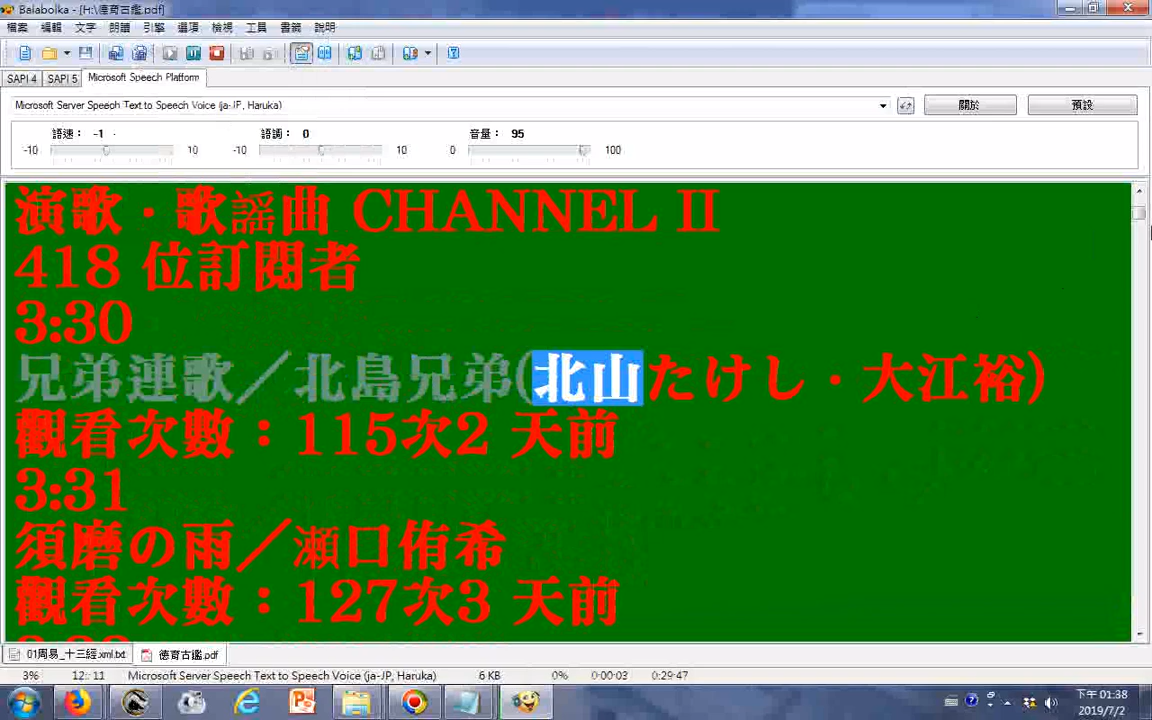 Balabolka - [H:\德育古鑑.pdf]
檔案 編輯 文字 朗讀 引擎 選項 檢視 工具 書籤 說明
SAPI 4 SAPI 5 Microsoft Speech Platform
Microsoft Server Speech Text to Speech Voice (ja-JP, Haruka) 關於 預設
語速： -1 語調： 0 音量： 95
-10 10 -10 10 0 100
演歌・歌謡曲 CHANNEL II
418 位訂閱者
3:30
兄弟連歌／北島兄弟(北山たけし・大江裕)
觀看次數：115次2 天前
3:31
須磨の雨／瀬口侑希
觀看次數：127次3 天前
01周易_十三經.xml.txt 德育古鑑.pdf
3% 12: 11 Microsoft Server Speech Text to Speech Voice (ja-JP, Haruka) 6 KB 0% 0:00:03 0:29:47
下午 01:38
2019/7/2